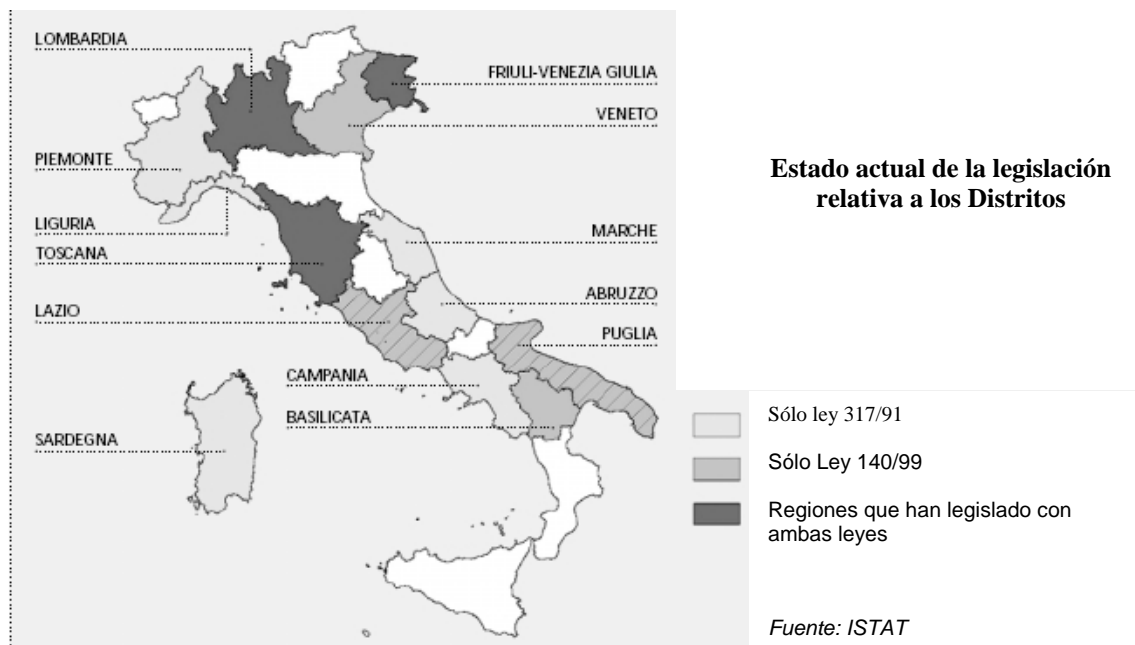 LOMBARDIA
FRIULI-VENEZIA GIULIA
VENETO
PIEMONTE
LIGURIA
MARCHE
TOSCANA
ABRUZZO
LAZIO
PUGLIA
CAMPANIA
BASILICATA
SARDEGNA
Estado actual de la legislación
relativa a los Distritos
Sólo ley 317/91
Sólo Ley 140/99
Regiones que han legislado con
ambas leyes
Fuente: ISTAT